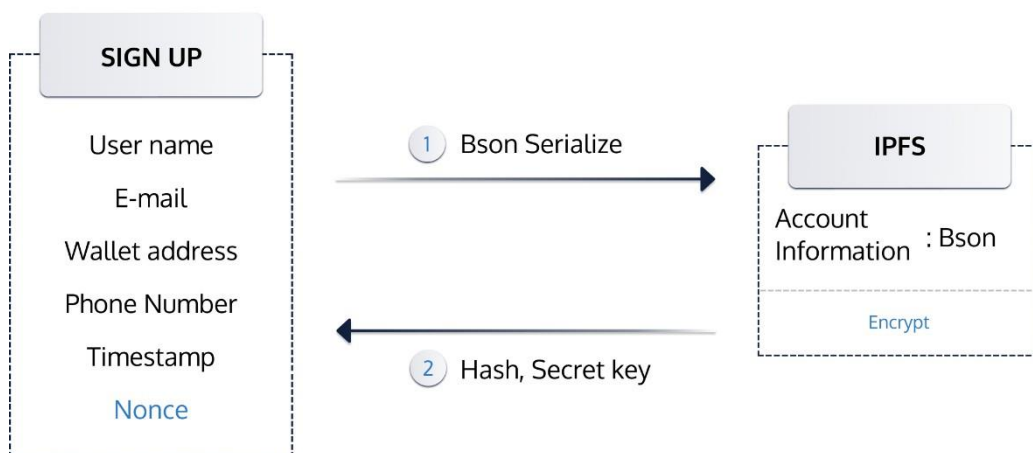 SIGN UP
User name
E-mail
Wallet address
Phone Number
Timestamp
Nonce
1 Bson Serialize
2 Hash, Secret key
IPFS
Account
Information : Bson
Encrypt